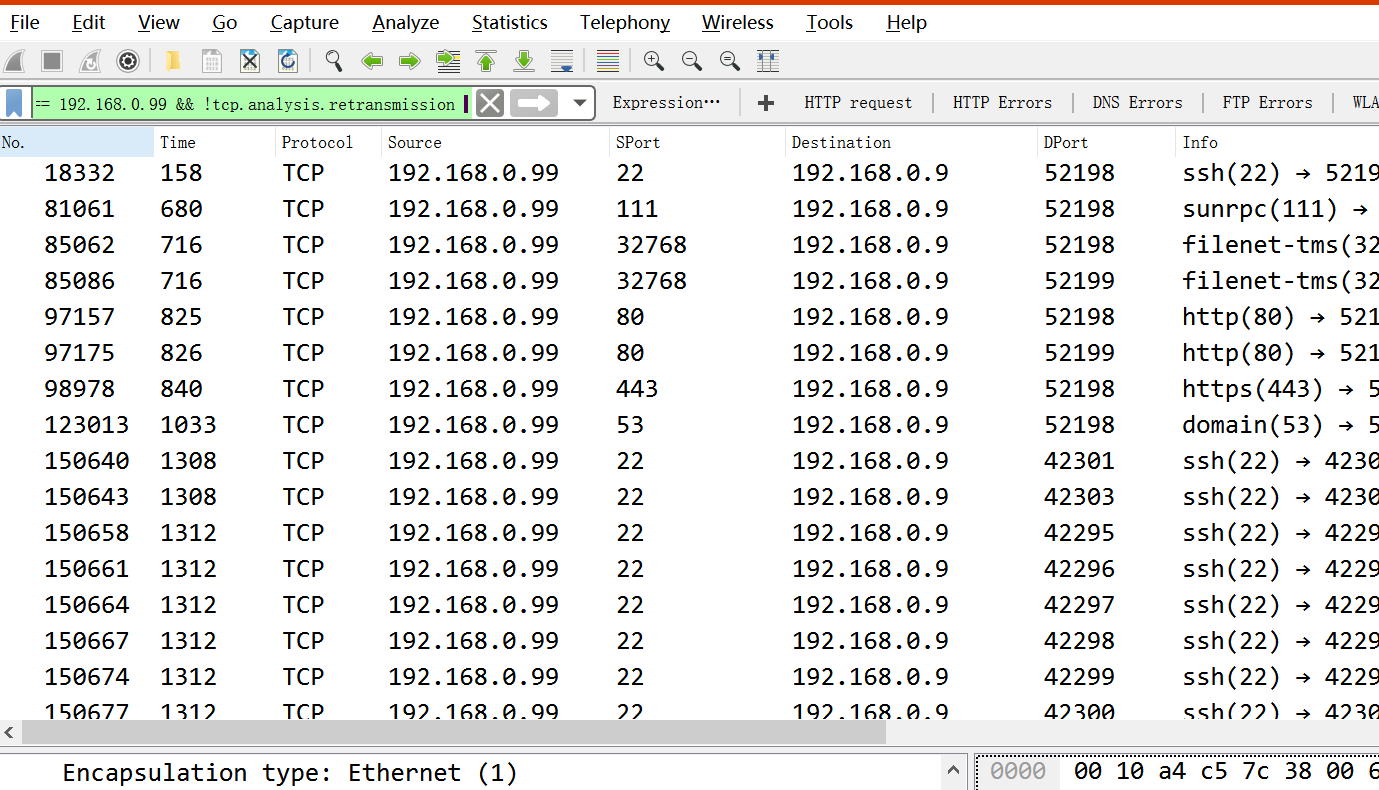 File Edit View Go Capture Analyze Statistics Telephony Wireless Tools Help
== 192.168.0.99 && !tcp.analysis.retransmission Expression… HTTP request HTTP Errors DNS Errors FTP Errors WLA
No. Time Protocol Source SPort Destination DPort Info
18332 158 TCP 192.168.0.99 22 192.168.0.9 52198 ssh(22) → 5219
81061 680 TCP 192.168.0.99 111 192.168.0.9 52198 sunrpc(111) →
85062 716 TCP 192.168.0.99 32768 192.168.0.9 52198 filenet-tms(32
85086 716 TCP 192.168.0.99 32768 192.168.0.9 52199 filenet-tms(32
97157 825 TCP 192.168.0.99 80 192.168.0.9 52198 http(80) → 521
97175 826 TCP 192.168.0.99 80 192.168.0.9 52199 http(80) → 521
98978 840 TCP 192.168.0.99 443 192.168.0.9 52198 https(443) → 5
123013 1033 TCP 192.168.0.99 53 192.168.0.9 52198 domain(53) → 5
150640 1308 TCP 192.168.0.99 22 192.168.0.9 42301 ssh(22) → 4230
150643 1308 TCP 192.168.0.99 22 192.168.0.9 42303 ssh(22) → 4230
150658 1312 TCP 192.168.0.99 22 192.168.0.9 42295 ssh(22) → 4229
150661 1312 TCP 192.168.0.99 22 192.168.0.9 42296 ssh(22) → 4229
150664 1312 TCP 192.168.0.99 22 192.168.0.9 42297 ssh(22) → 4229
150667 1312 TCP 192.168.0.99 22 192.168.0.9 42298 ssh(22) → 4229
150674 1312 TCP 192.168.0.99 22 192.168.0.9 42299 ssh(22) → 4229
150677 1312 TCP 192.168.0.99 22 192.168.0.9 42300 ssh(22) → 4230
Encapsulation type: Ethernet (1) 0000 00 10 a4 c5 7c 38 00 6